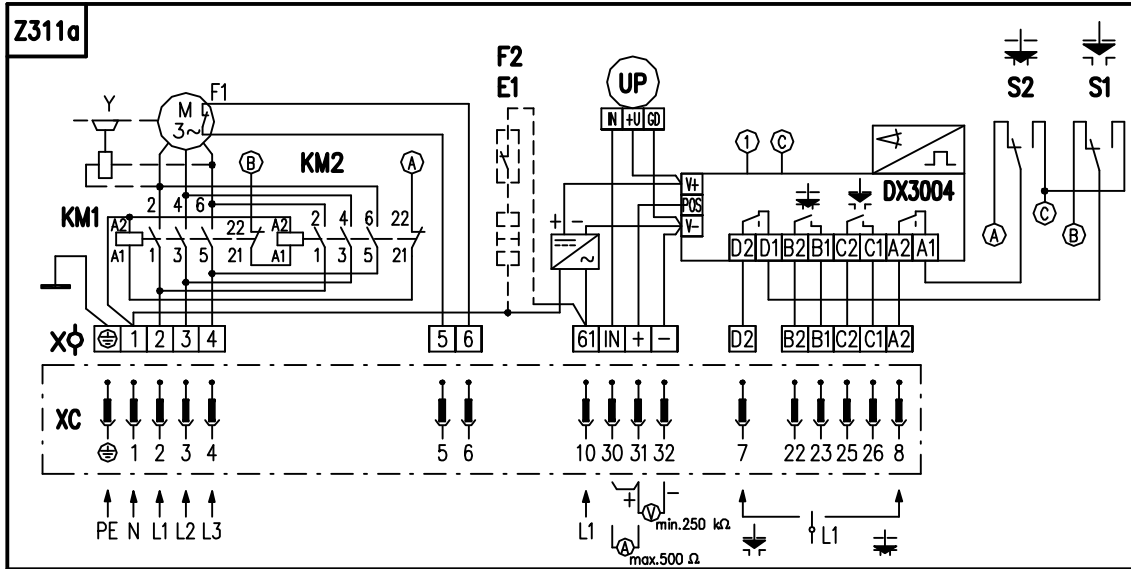 Z311a
F2
E1
UP
IN +U GD
S2 S1
Y
M
3~
F1
KM2
B
A
1
C
V+
POS
V-
DX3004
KM1
A2
A1
2 4 6
1 3 5
22
21
A2
A1
2 4 6
1 3 5
22
21
+ -
~
D2 D1 B2 B1 C2 C1 A2 A1
A
C
B
X
1 2 3 4
5 6
61 IN + -
D2
B2 B1 C2 C1 A2
XC
1 2 3 4
5 6
10 30 31 32
7
22 23 25 26 8
PE N L1 L2 L3
L1
+ V -
min.250 kΩ
A
max.500 Ω
L1